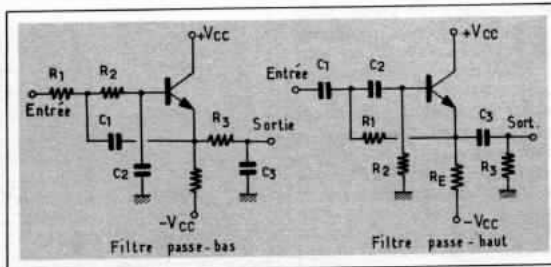 +VCC
R1
R2
Entrée
C1
C2
R3
Sortie
C3
-VCC
Filtre passe-bas
+VCC
Entrée
C1
C2
R1
R2
RE
C3
Sort.
R3
-VCC
Filtre passe-haut